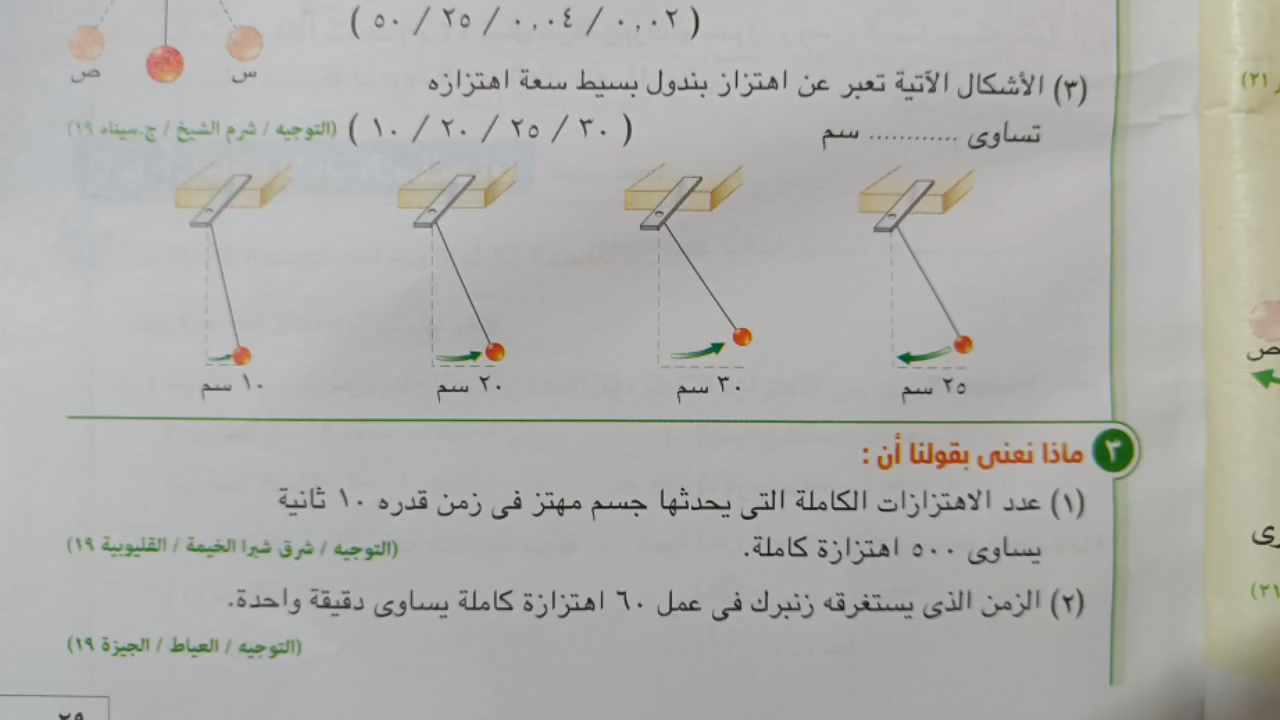 ( ٠,٠٢ / ٠,٠٤ / ٢٥ / ٥٠ )
س
ص
(٣) الأشكال الآتية تعبر عن اهتزاز بندول بسيط سعة اهتزازه
تساوى ............ سم
( ٣٠ / ٢٥ / ٢٠ / ١٠ )
(التوجيه / شرم الشيخ / ج.سيناء ١٩)
٢٥ سم
٣٠ سم
٢٠ سم
١٠ سم
٣ ماذا نعنى بقولنا أن :
(١) عدد الاهتزازات الكاملة التى يحدثها جسم مهتز فى زمن قدره ١٠ ثانية
يساوى ٥٠٠ اهتزازة كاملة.
(التوجيه / شرق شبرا الخيمة / القليوبية ١٩)
(٢) الزمن الذى يستغرقه زنبرك فى عمل ٦٠ اهتزازة كاملة يساوى دقيقة واحدة.
(التوجيه / العياط / الجيزة ١٩)
٢٩
ص